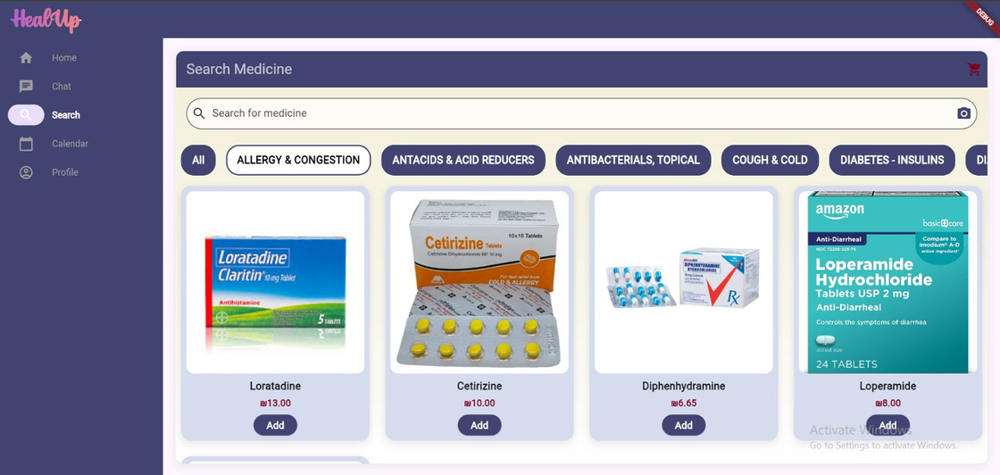 HealUp
DEBUG
Home
Chat
Search
Calendar
Profile
Search Medicine
Search for medicine
All
ALLERGY & CONGESTION
ANTACIDS & ACID REDUCERS
ANTIBACTERIALS, TOPICAL
COUGH & COLD
DIABETES - INSULINS
Loratadine
Claritin 10 mg Tablet
Antihistamine
5 TABLETS
Loratadine
₪13.00
Add
10x10 Tablets
Cetirizine Tablets
Cetirizine Dihydrochloride BP 10 mg
COLD & ALLERGY
Cetirizine
₪10.00
Add
DIPHENHYDRAMINE
HYDROCHLORIDE
Rx
Diphenhydramine
₪6.65
Add
amazon
basic care
Anti-Diarrheal
Compare to
Imodium® A-D
active ingredient*
Loperamide
Hydrochloride
Tablets USP 2 mg
Anti-Diarrheal
Controls the symptoms of diarrhea
actual size
24 TABLETS
Loperamide
₪8.00
Add
Activate Windows
Go to Settings to activate Windows.